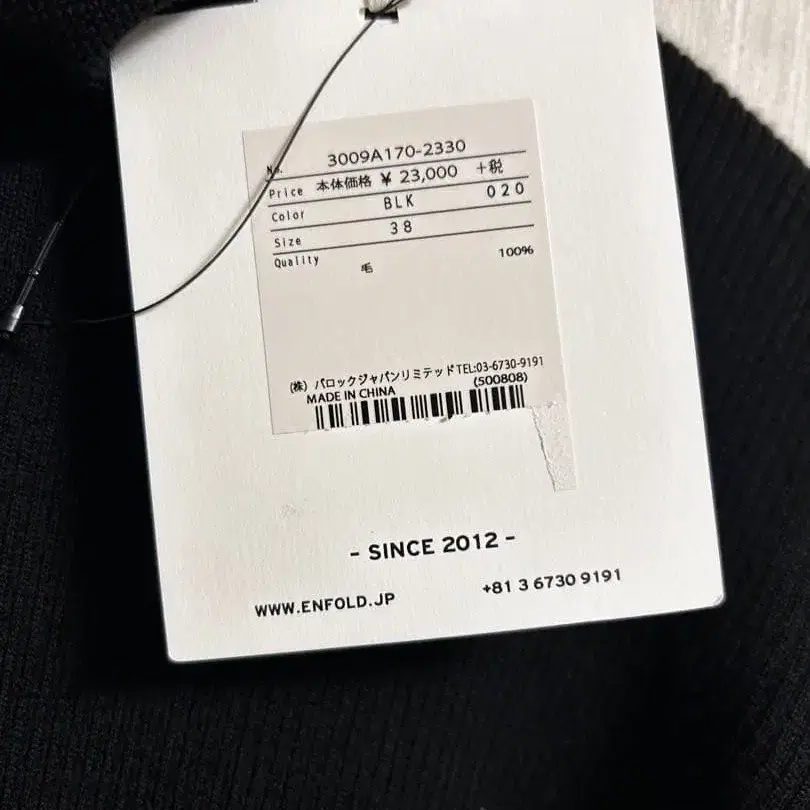 No. 3009A170-2330
Price 本体価格 ¥ 23,000 +税
Color BLK 020
Size 38
Quality 毛 100%
(株) バロックジャパンリミテッド TEL:03-6730-9191
MADE IN CHINA (500808)
- SINCE 2012 -
WWW.ENFOLD.JP +81 3 6730 9191